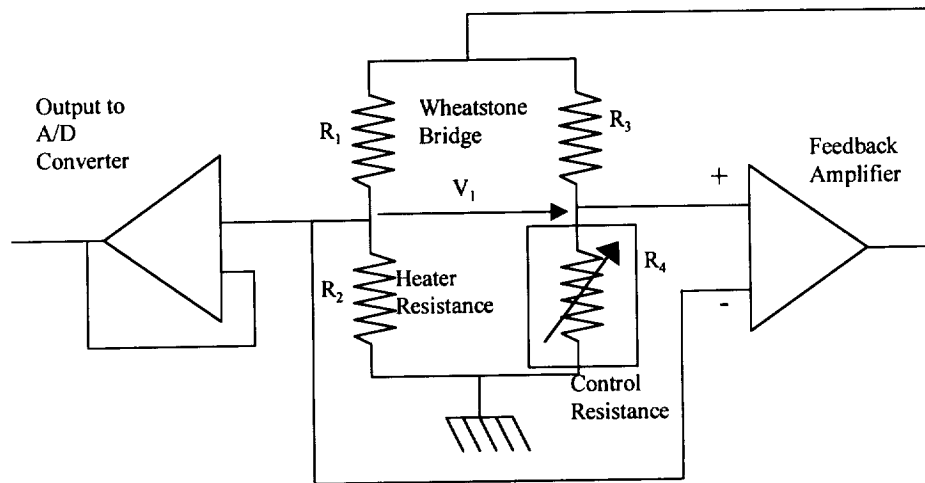 Output to
A/D
Converter
R1
Wheatstone
Bridge
R3
Feedback
Amplifier
V1
+
R2
Heater
Resistance
R4
-
Control
Resistance